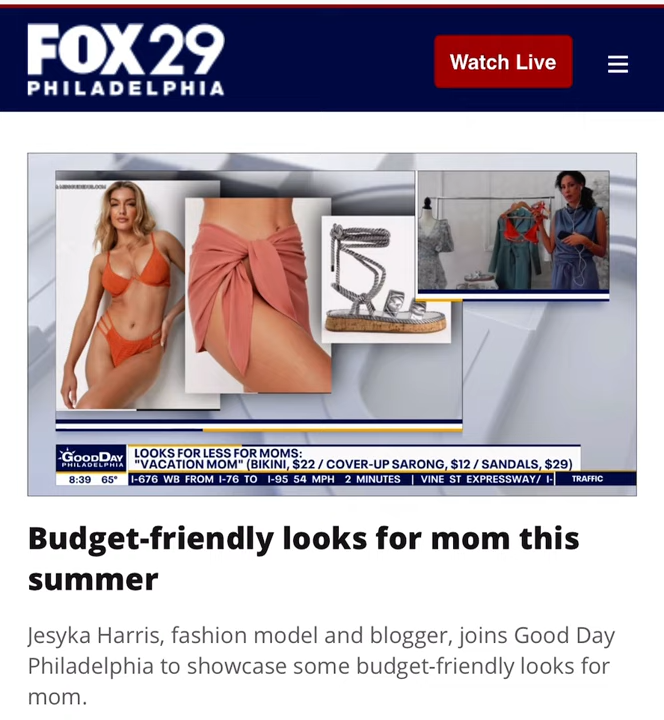 FOX 29
PHILADELPHIA
Watch Live
GOOD DAY
PHILADELPHIA
LOOKS FOR LESS FOR MOMS:
"VACATION MOM" (BIKINI, $22 / COVER-UP SARONG, $12 / SANDALS, $29)
8:39 65° I-676 WB FROM I-76 TO I-95 54 MPH 2 MINUTES | VINE ST EXPRESSWAY/ I- TRAFFIC
Budget-friendly looks for mom this
summer
Jesyka Harris, fashion model and blogger, joins Good Day
Philadelphia to showcase some budget-friendly looks for
mom.